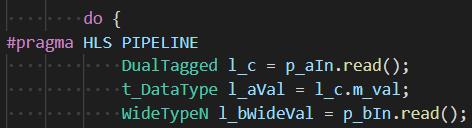 do {
#pragma HLS PIPELINE
DualTagged l_c = p_aIn.read();
t_DataType l_aVal = l_c.m_val;
WideTypeN l_bWideVal = p_bIn.read();